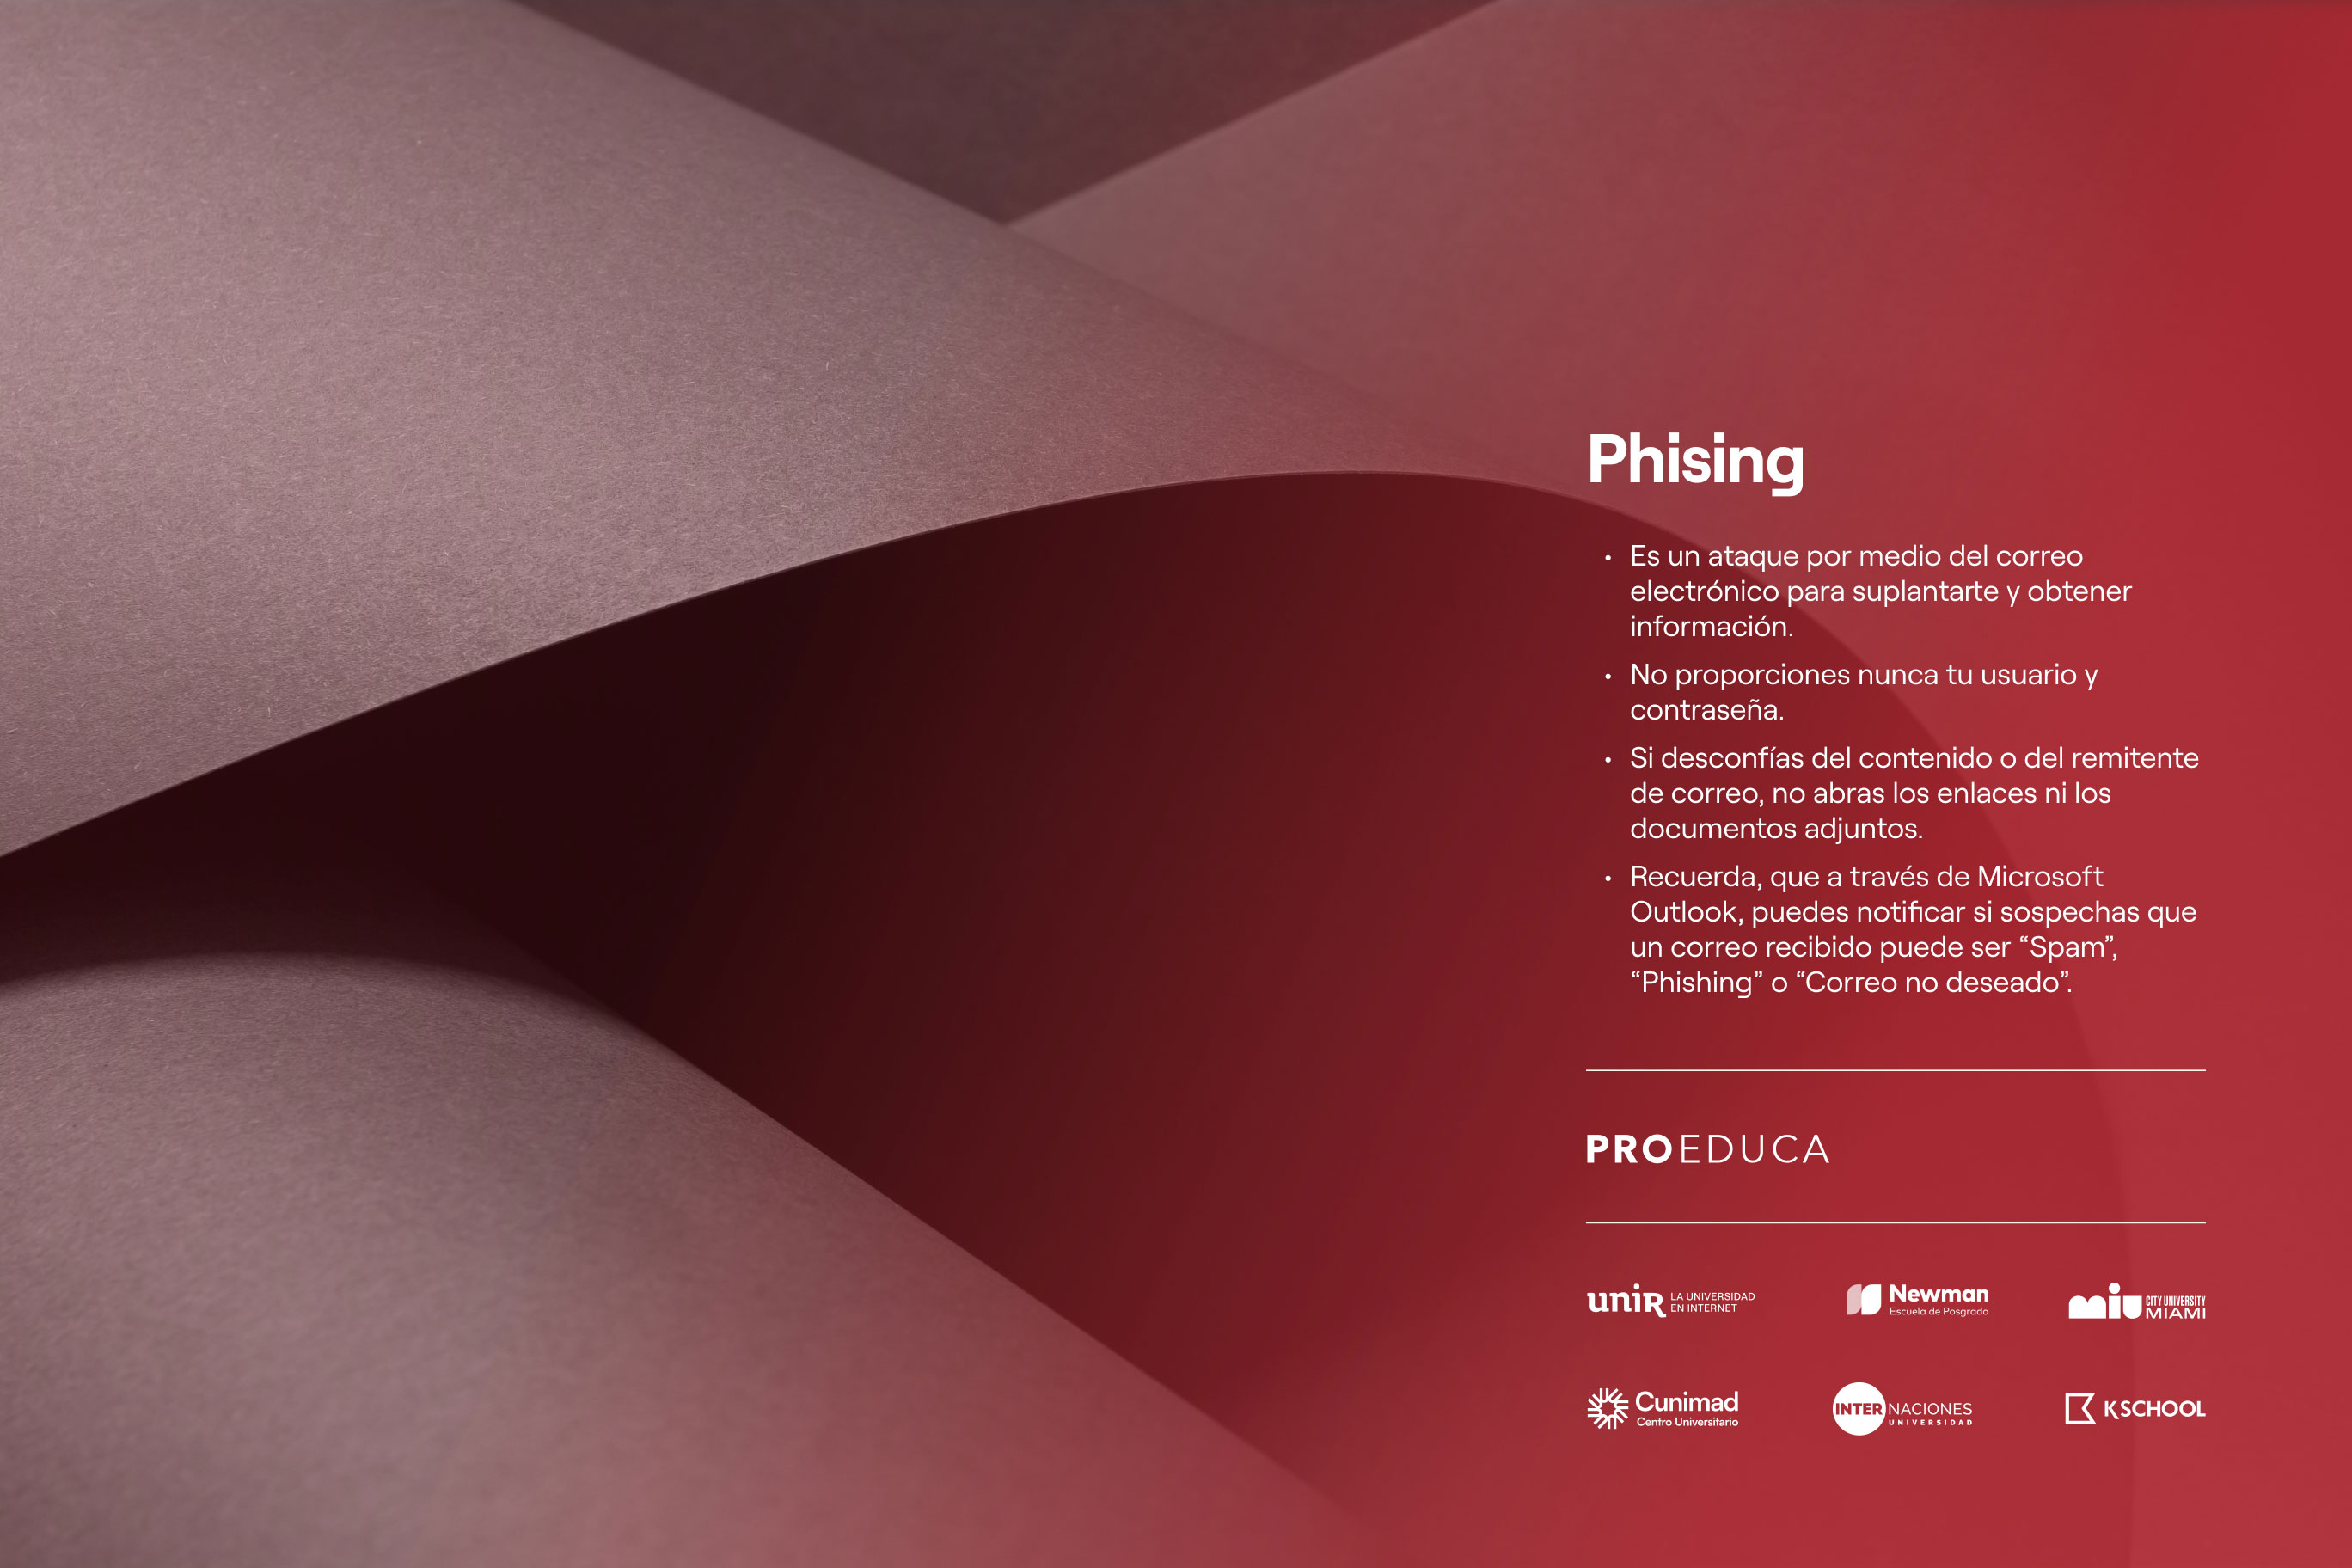 Phising
• Es un ataque por medio del correo
electrónico para suplantarte y obtener
información.
• No proporciones nunca tu usuario y
contraseña.
• Si desconfías del contenido o del remitente
de correo, no abras los enlaces ni los
documentos adjuntos.
• Recuerda, que a través de Microsoft
Outlook, puedes notificar si sospechas que
un correo recibido puede ser “Spam”,
“Phishing” o “Correo no deseado”.
PROEDUCA
unir LA UNIVERSIDAD
EN INTERNET
Newman
Escuela de Posgrado
miu CITY UNIVERSITY
MIAMI
Cunimad
Centro Universitario
INTERNACIONES
UNIVERSIDAD
KSCHOOL